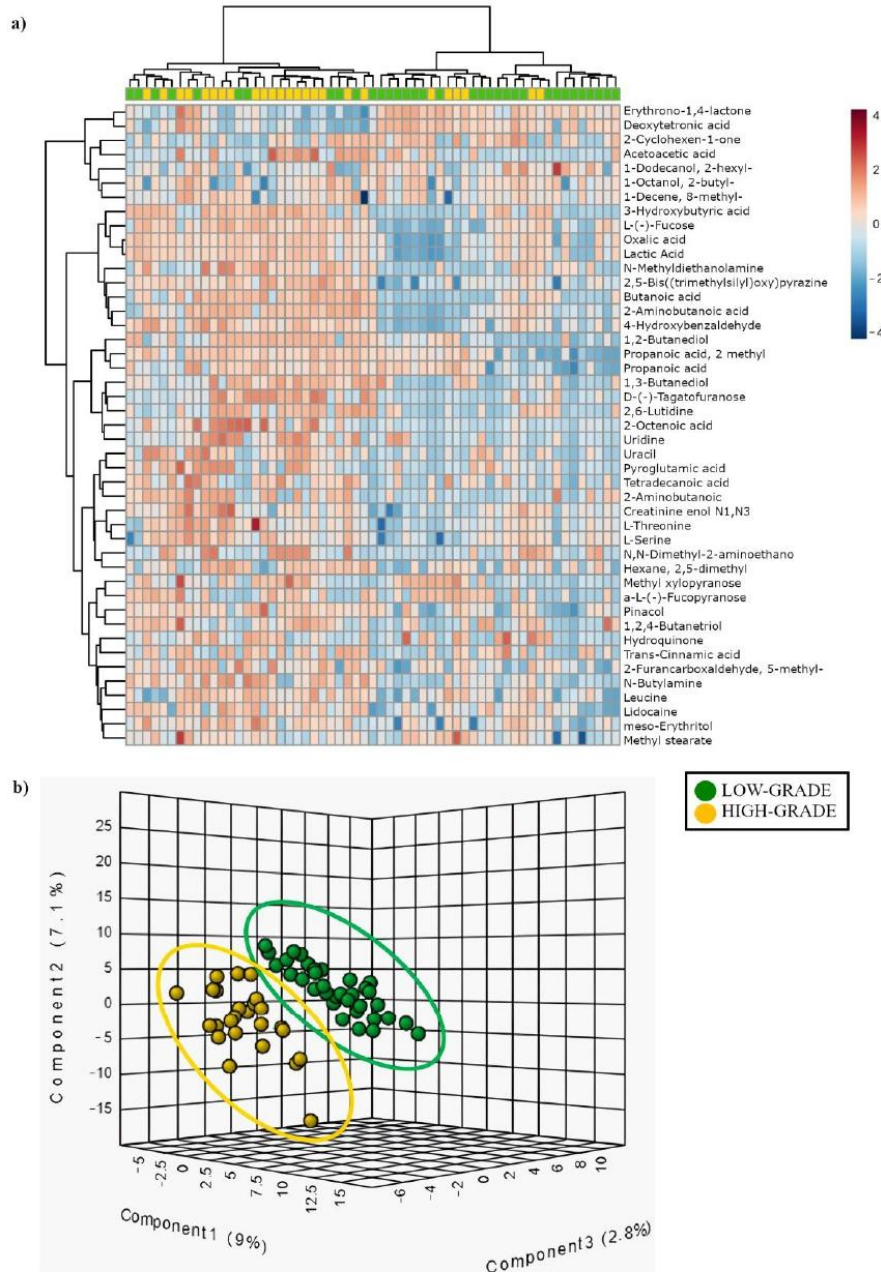 a)
Erythrono-1,4-lactone
Deoxytetronic acid
2-Cyclohexen-1-one
Acetoacetic acid
1-Dodecanol, 2-hexyl-
1-Octanol, 2-butyl-
1-Decene, 8-methyl-
3-Hydroxybutyric acid
L-(-)-Fucose
Oxalic acid
Lactic Acid
N-Methyldiethanolamine
2,5-Bis((trimethylsilyl)oxy)pyrazine
Butanoic acid
2-Aminobutanoic acid
4-Hydroxybenzaldehyde
1,2-Butanediol
Propanoic acid, 2 methyl
Propanoic acid
1,3-Butanediol
D-(-)-Tagatofuranose
2,6-Lutidine
2-Octenoic acid
Uridine
Uracil
Pyroglutamic acid
Tetradecanoic acid
2-Aminobutanoic
Creatinine enol N1,N3
L-Threonine
L-Serine
N,N-Dimethyl-2-aminoethano
Hexane, 2,5-dimethyl
Methyl xylopyranose
a-L-(-)-Fucopyranose
Pinacol
1,2,4-Butanetriol
Hydroquinone
Trans-Cinnamic acid
2-Furancarboxaldehyde, 5-methyl-
N-Butylamine
Leucine
Lidocaine
meso-Erythritol
Methyl stearate
4
2
0
-2
-4
b)
LOW-GRADE
HIGH-GRADE
Component2 (7.1%)
25
20
15
10
5
0
-5
-10
-15
-5
-2.5
0
2.5
5
7.5
10
12.5
15
Component1 (9%)
-6
-4
-2
0
2
4
6
8
10
Component3 (2.8%)